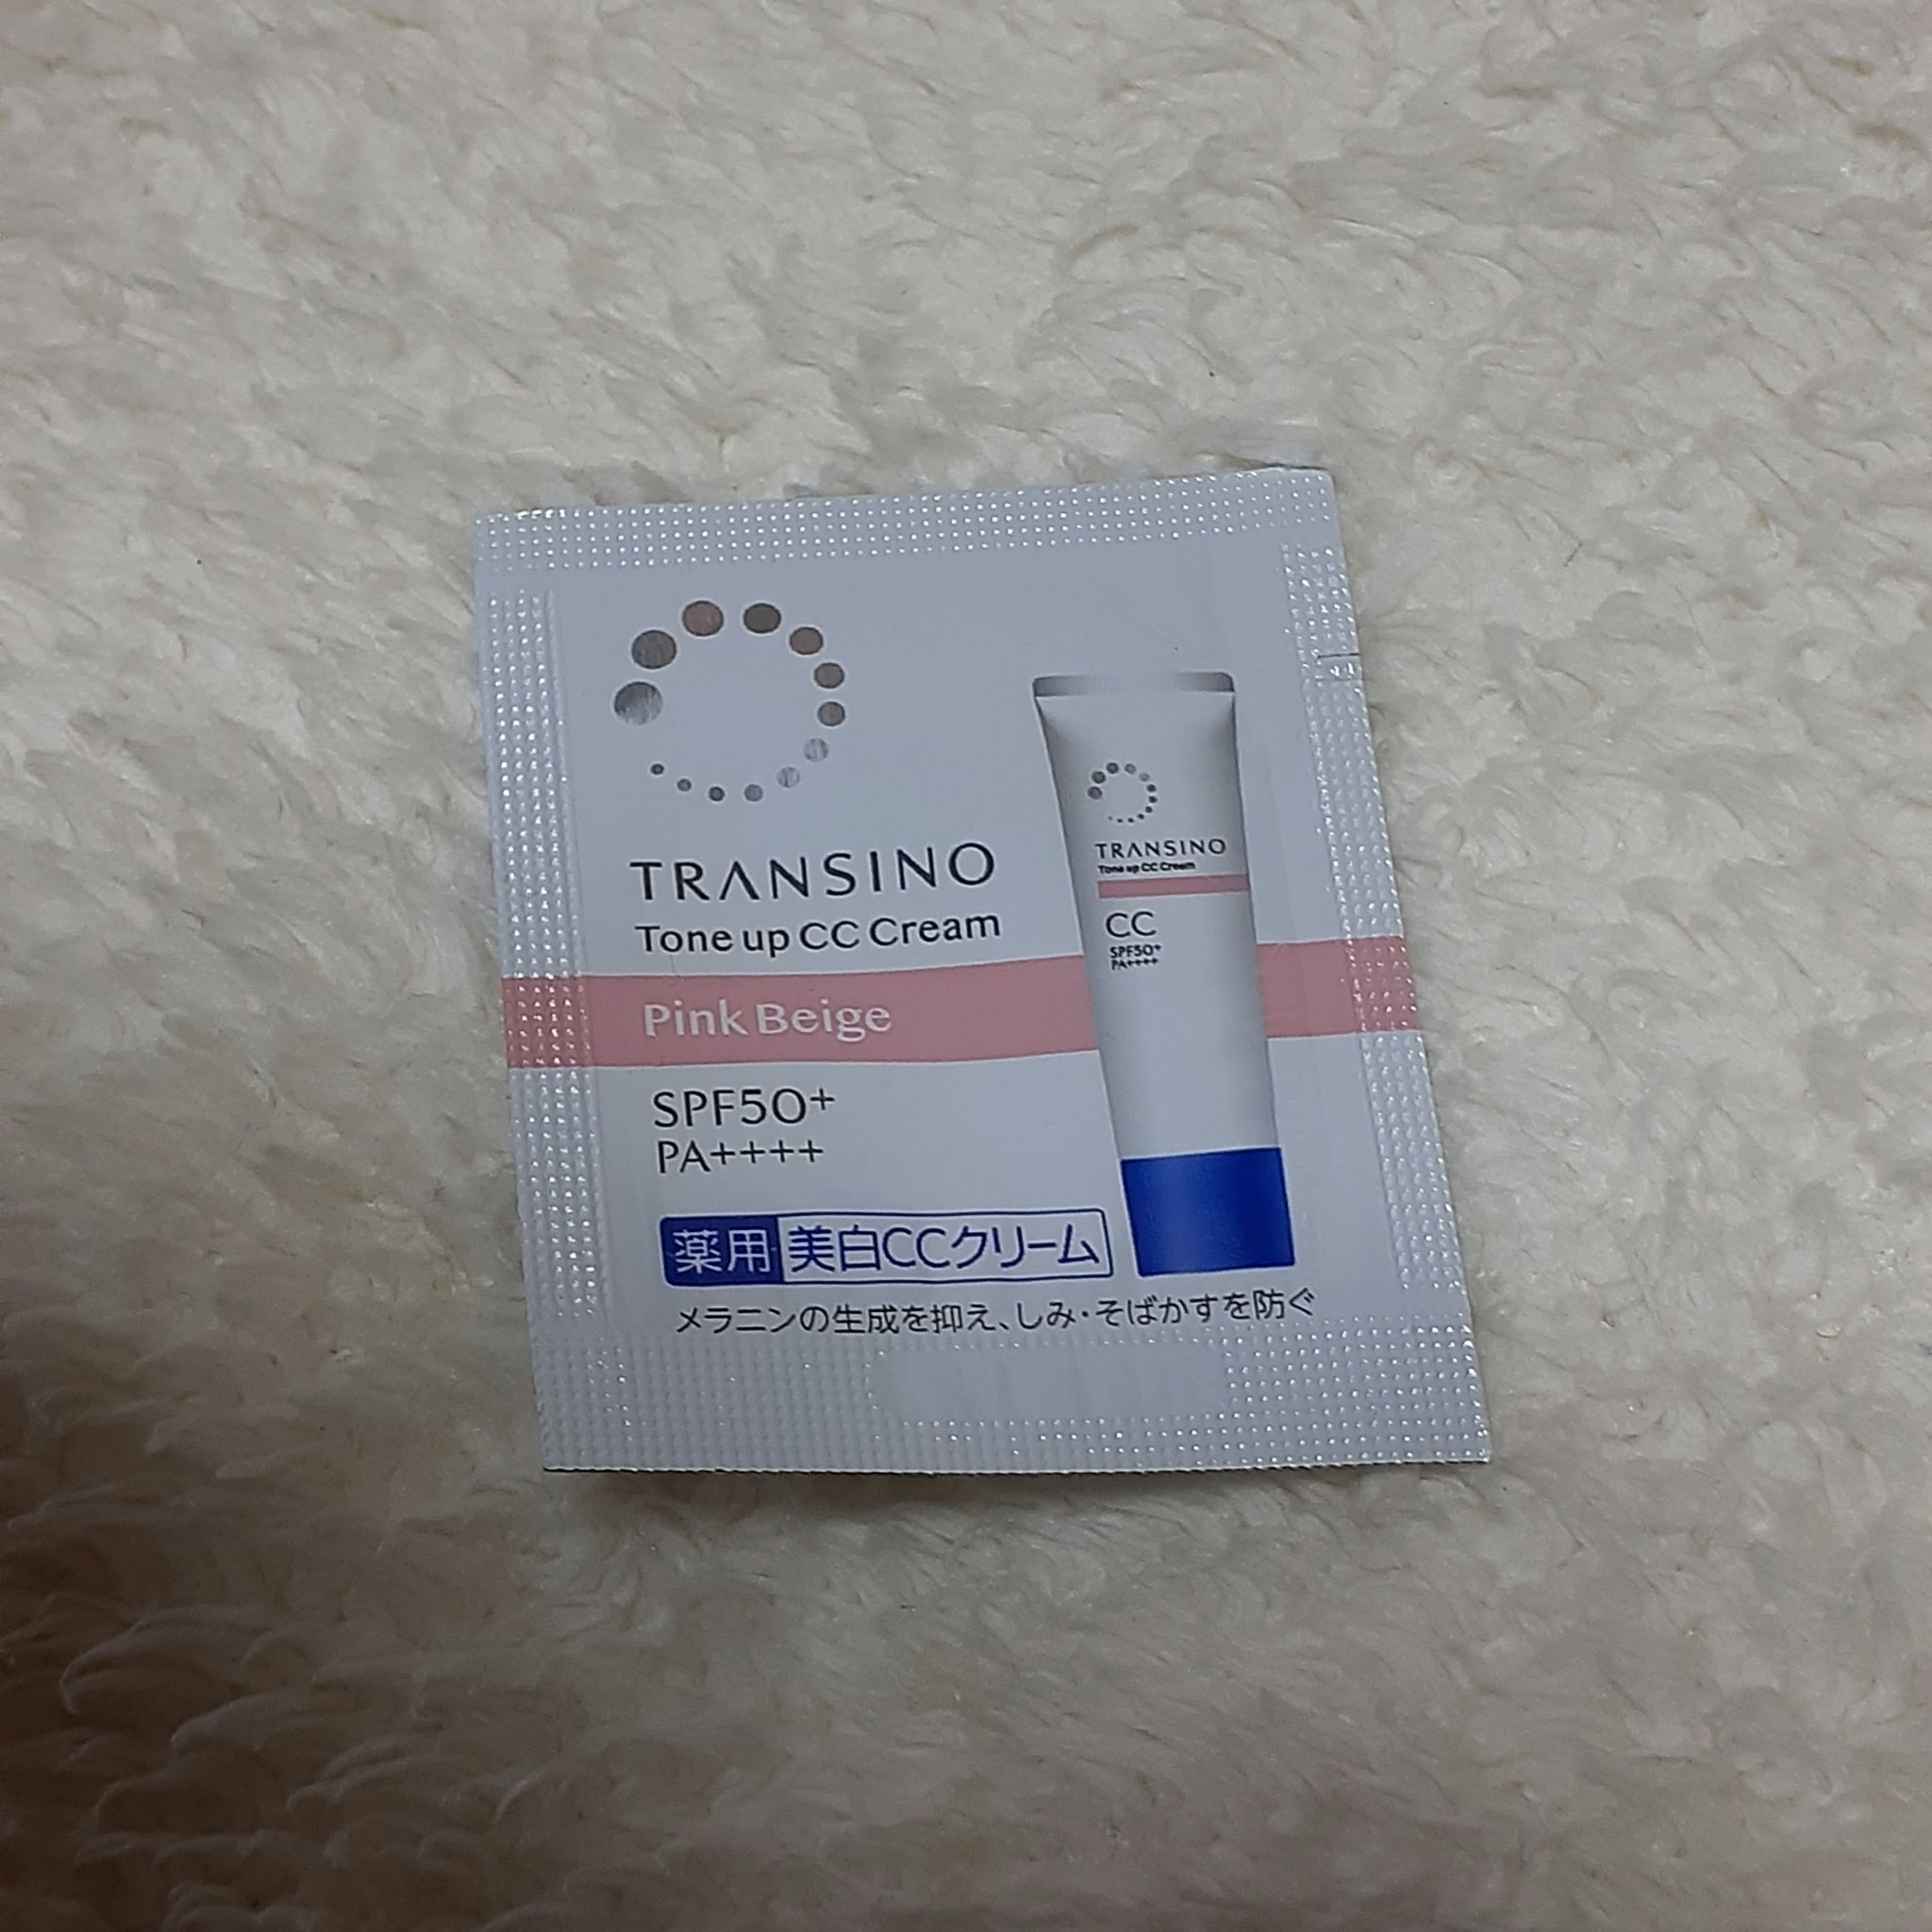 TRANSINO
Tone up CC Cream
Pink Beige
SPF50+
PA++++
薬用 美白CCクリーム
メラニンの生成を抑え、しみ・そばかすを防ぐ
TRANSINO
Tone up CC Cream
CC
SPF50+
PA++++